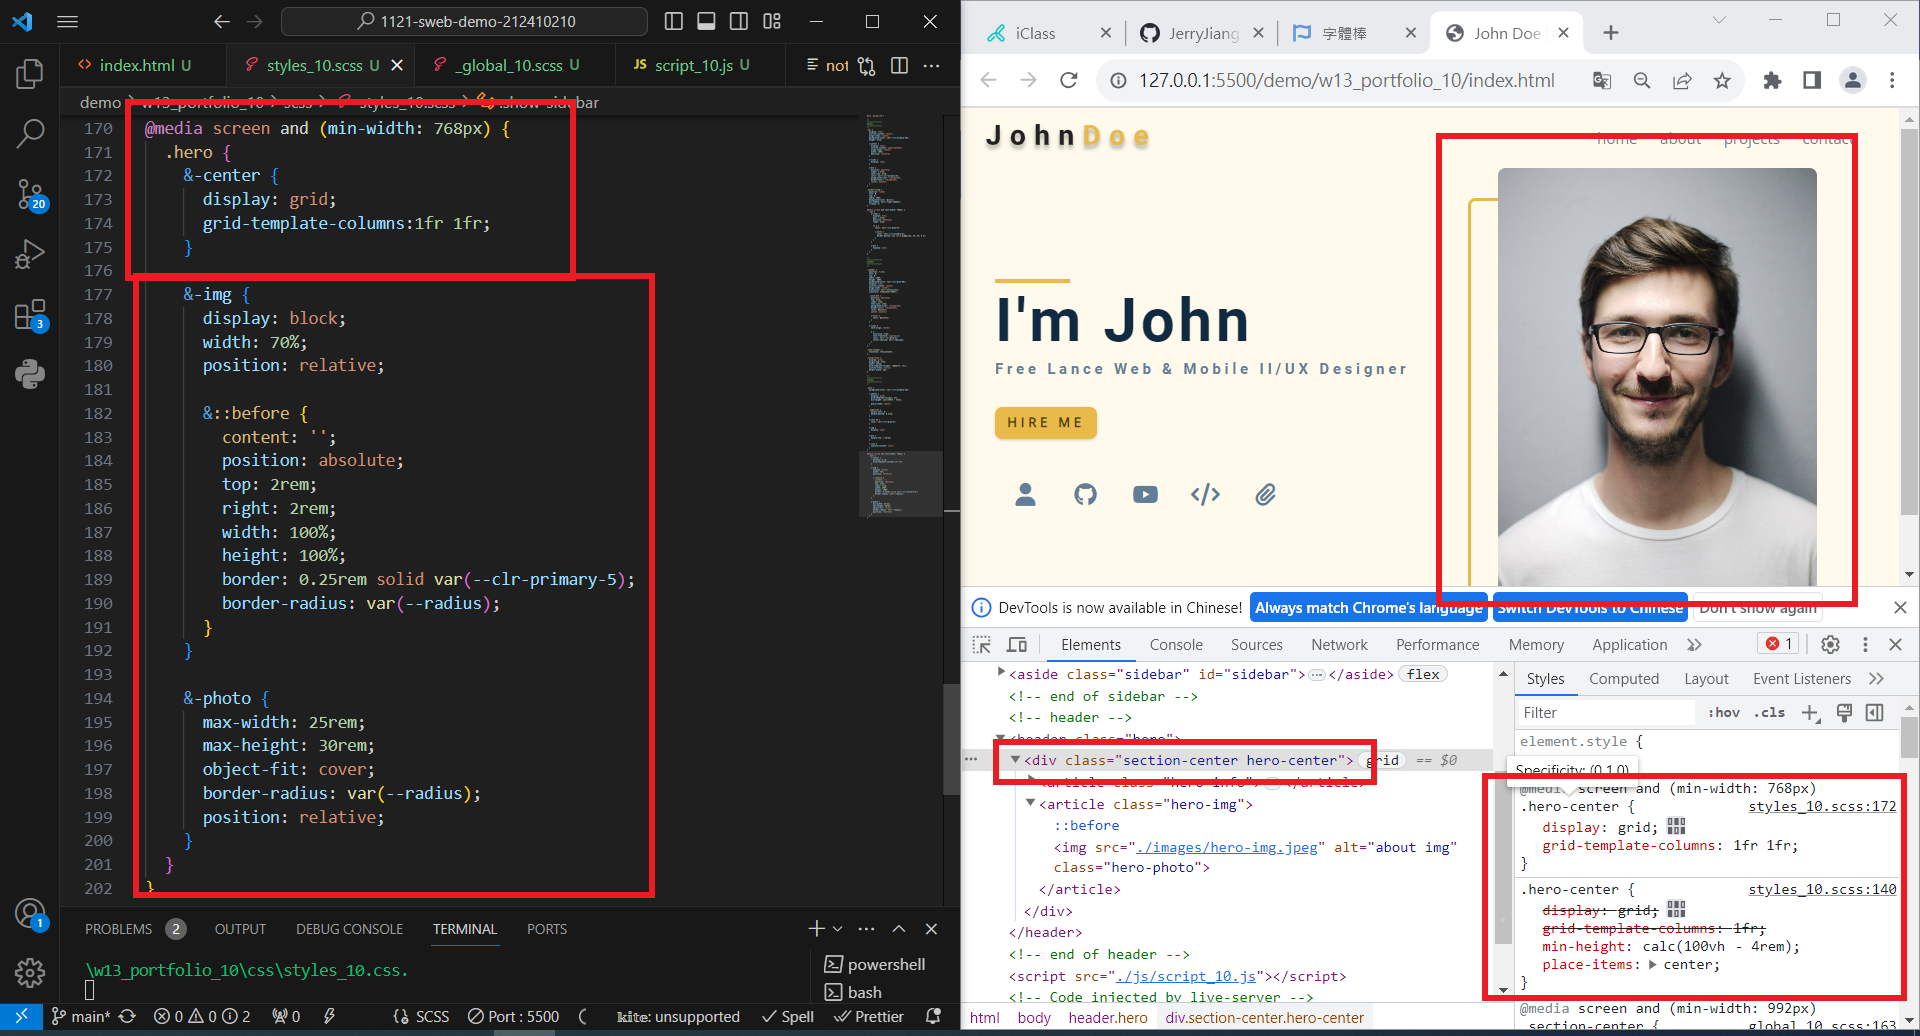 1121-sweb-demo-212410210
index.html U
styles_10.scss U
_global_10.scss U
JS script_10.js U
not
demo > w13_portfolio_10 > scss > styles_10.scss > .show-sidebar
170 @media screen and (min-width: 768px) {
171 .hero {
172 &-center {
173 display: grid;
174 grid-template-columns:1fr 1fr;
175 }
176
177 &-img {
178 display: block;
179 width: 70%;
180 position: relative;
181
182 &::before {
183 content: '';
184 position: absolute;
185 top: 2rem;
186 right: 2rem;
187 width: 100%;
188 height: 100%;
189 border: 0.25rem solid var(--clr-primary-5);
190 border-radius: var(--radius);
191 }
192 }
193
194 &-photo {
195 max-width: 25rem;
196 max-height: 30rem;
197 object-fit: cover;
198 border-radius: var(--radius);
199 position: relative;
200 }
201 }
202 }
20
3
1
PROBLEMS 2 OUTPUT DEBUG CONSOLE TERMINAL PORTS
\w13_portfolio_10\css\styles_10.css.
powershell
bash
main* 0 0 2 0 SCSS Port : 5500 kite: unsupported Spell Prettier
iClass
JerryJiang
字體棒
John Doe
127.0.0.1:5500/demo/w13_portfolio_10/index.html
JohnDoe
home about projects contact
I'm John
Free Lance Web & Mobile II/UX Designer
HIRE ME
DevTools is now available in Chinese! Always match Chrome's language Switch DevTools to Chinese Don't show again
Elements Console Sources Network Performance Memory Application 1
<aside class="sidebar" id="sidebar">…</aside> flex
<!-- end of sidebar -->
<!-- header -->
<header class="hero">
<div class="section-center hero-center"> grid == $0
<article class="hero-info">…</article>
<article class="hero-img">
::before
<img src="./images/hero-img.jpeg" alt="about img"
class="hero-photo">
</article>
</div>
</header>
<!-- end of header -->
<script src="./js/script_10.js"></script>
<!-- Code injected by live-server -->
html body header.hero div.section-center.hero-center
Styles Computed Layout Event Listeners
Filter :hov .cls
element.style {
Specificity: (0,1,0)
@media screen and (min-width: 768px)
.hero-center { styles_10.scss:172
display: grid;
grid-template-columns: 1fr 1fr;
}
.hero-center { styles_10.scss:140
display: grid;
grid-template-columns: 1fr;
min-height: calc(100vh - 4rem);
place-items: center;
}
@media screen and (min-width: 992px)
.section-center { _global_10.scss:163